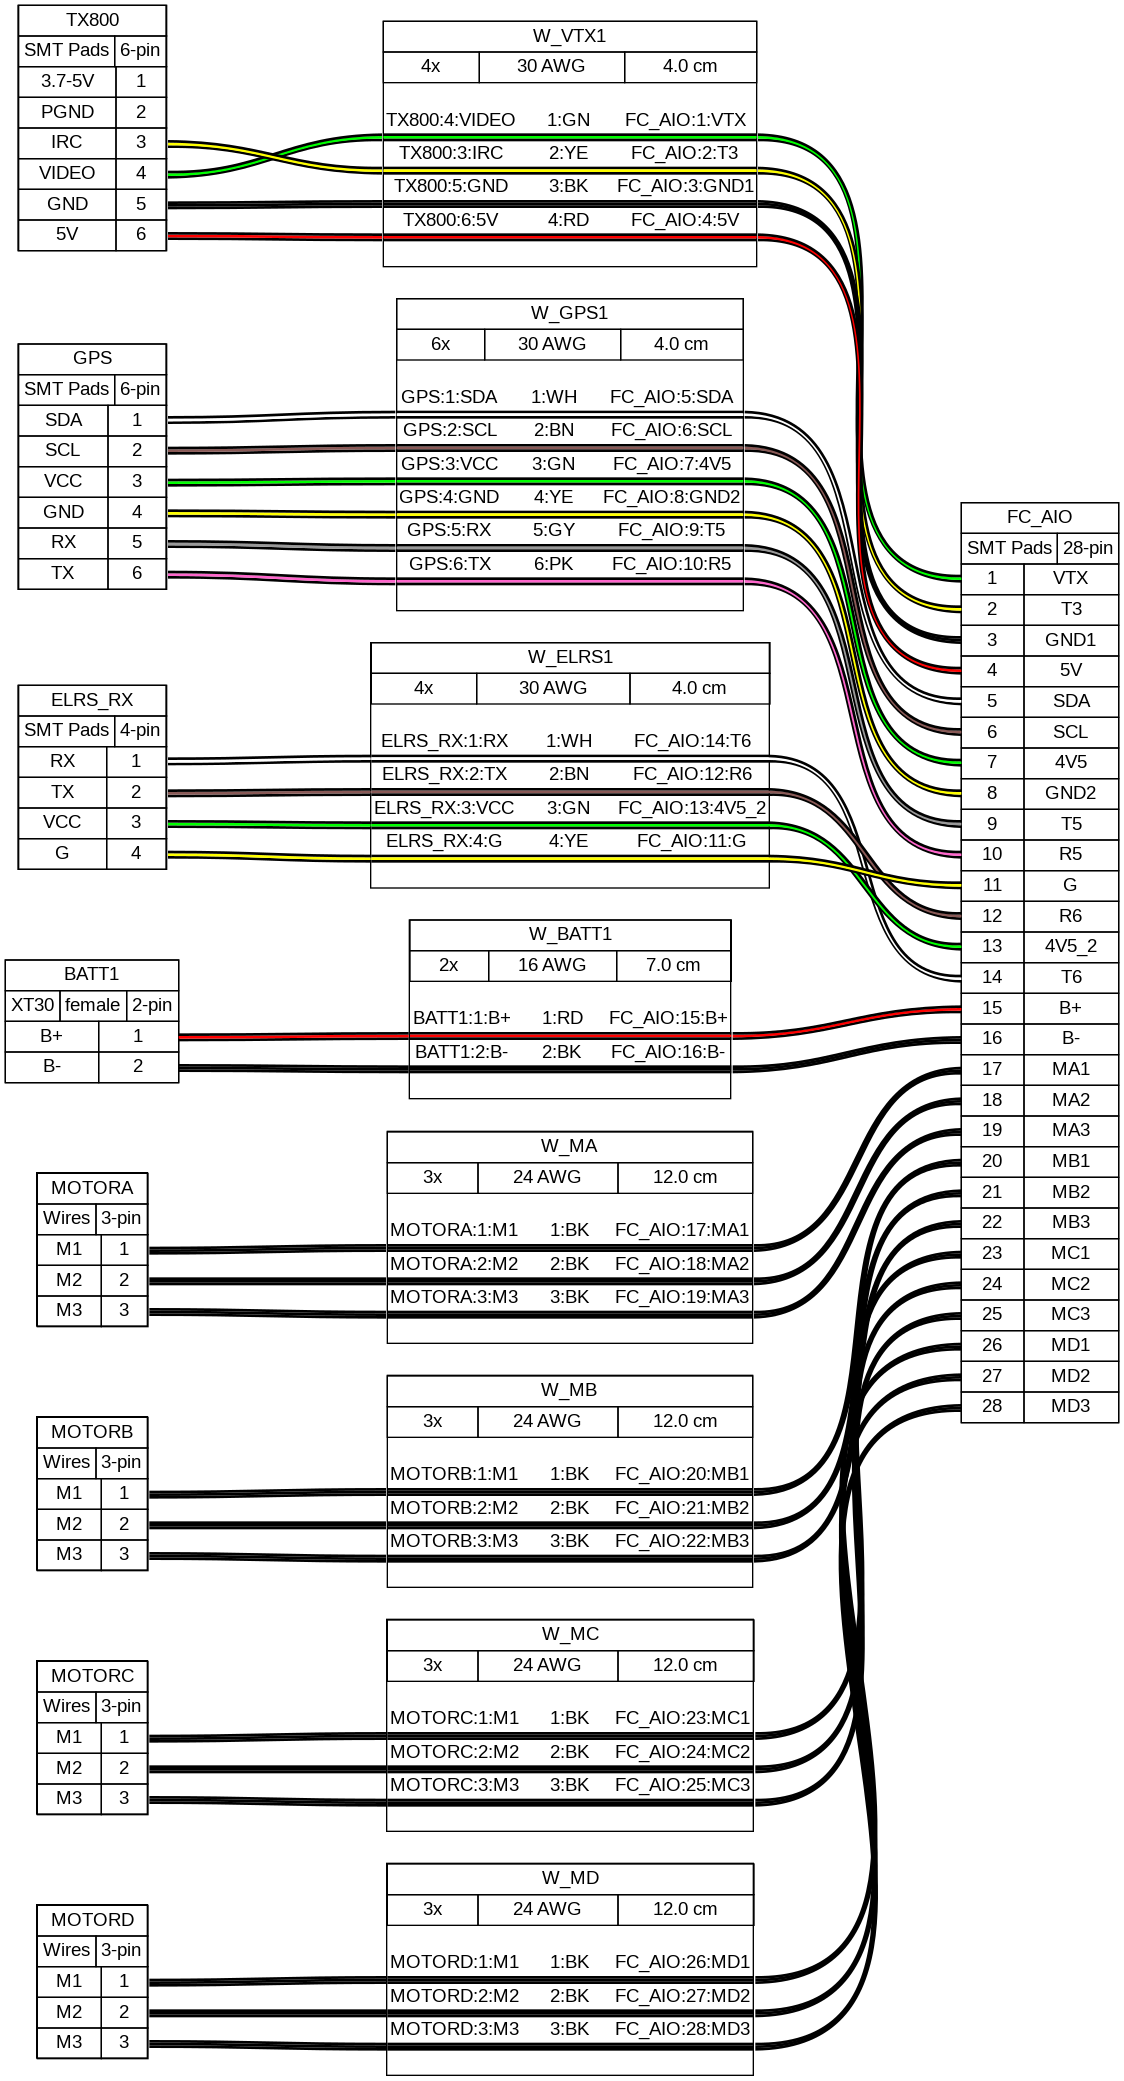 TX800
SMT Pads 6-pin
3.7-5V 1
PGND 2
IRC 3
VIDEO 4
GND 5
5V 6
W_VTX1
4x 30 AWG 4.0 cm
TX800:4:VIDEO 1:GN FC_AIO:1:VTX
TX800:3:IRC 2:YE FC_AIO:2:T3
TX800:5:GND 3:BK FC_AIO:3:GND1
TX800:6:5V 4:RD FC_AIO:4:5V
GPS
SMT Pads 6-pin
SDA 1
SCL 2
VCC 3
GND 4
RX 5
TX 6
W_GPS1
6x 30 AWG 4.0 cm
GPS:1:SDA 1:WH FC_AIO:5:SDA
GPS:2:SCL 2:BN FC_AIO:6:SCL
GPS:3:VCC 3:GN FC_AIO:7:4V5
GPS:4:GND 4:YE FC_AIO:8:GND2
GPS:5:RX 5:GY FC_AIO:9:T5
GPS:6:TX 6:PK FC_AIO:10:R5
ELRS_RX
SMT Pads 4-pin
RX 1
TX 2
VCC 3
G 4
W_ELRS1
4x 30 AWG 4.0 cm
ELRS_RX:1:RX 1:WH FC_AIO:14:T6
ELRS_RX:2:TX 2:BN FC_AIO:12:R6
ELRS_RX:3:VCC 3:GN FC_AIO:13:4V5_2
ELRS_RX:4:G 4:YE FC_AIO:11:G
BATT1
XT30 female 2-pin
B+ 1
B- 2
W_BATT1
2x 16 AWG 7.0 cm
BATT1:1:B+ 1:RD FC_AIO:15:B+
BATT1:2:B- 2:BK FC_AIO:16:B-
MOTORA
Wires 3-pin
M1 1
M2 2
M3 3
W_MA
3x 24 AWG 12.0 cm
MOTORA:1:M1 1:BK FC_AIO:17:MA1
MOTORA:2:M2 2:BK FC_AIO:18:MA2
MOTORA:3:M3 3:BK FC_AIO:19:MA3
MOTORB
Wires 3-pin
M1 1
M2 2
M3 3
W_MB
3x 24 AWG 12.0 cm
MOTORB:1:M1 1:BK FC_AIO:20:MB1
MOTORB:2:M2 2:BK FC_AIO:21:MB2
MOTORB:3:M3 3:BK FC_AIO:22:MB3
MOTORC
Wires 3-pin
M1 1
M2 2
M3 3
W_MC
3x 24 AWG 12.0 cm
MOTORC:1:M1 1:BK FC_AIO:23:MC1
MOTORC:2:M2 2:BK FC_AIO:24:MC2
MOTORC:3:M3 3:BK FC_AIO:25:MC3
MOTORD
Wires 3-pin
M1 1
M2 2
M3 3
W_MD
3x 24 AWG 12.0 cm
MOTORD:1:M1 1:BK FC_AIO:26:MD1
MOTORD:2:M2 2:BK FC_AIO:27:MD2
MOTORD:3:M3 3:BK FC_AIO:28:MD3
FC_AIO
SMT Pads 28-pin
1 VTX
2 T3
3 GND1
4 5V
5 SDA
6 SCL
7 4V5
8 GND2
9 T5
10 R5
11 G
12 R6
13 4V5_2
14 T6
15 B+
16 B-
17 MA1
18 MA2
19 MA3
20 MB1
21 MB2
22 MB3
23 MC1
24 MC2
25 MC3
26 MD1
27 MD2
28 MD3